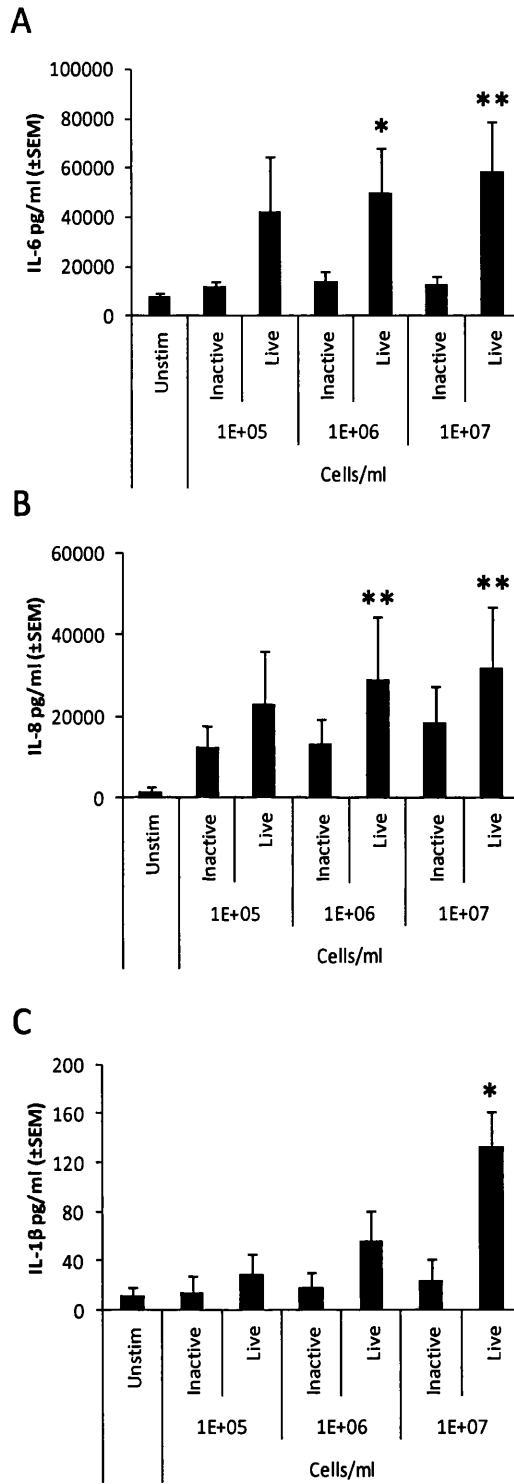 A
IL-6 pg/ml (±SEM)
100000
80000
60000
40000
20000
0
* **
Unstim Inactive Live Inactive Live Inactive Live
1E+05 1E+06 1E+07
Cells/ml
B
IL-8 pg/ml (±SEM)
60000
40000
20000
0
** **
Unstim Inactive Live Inactive Live Inactive Live
1E+05 1E+06 1E+07
Cells/ml
C
IL-1β pg/ml (±SEM)
200
160
120
80
40
0
*
Unstim Inactive Live Inactive Live Inactive Live
1E+05 1E+06 1E+07
Cells/ml